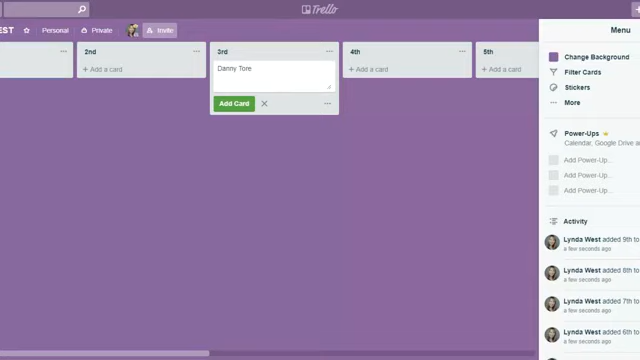 Trello
EST
Personal
Private
Invite
2nd
+ Add a card
3rd
Danny Tore
Add Card
4th
+ Add a card
5th
+ Add a card
Menu
Change Background
Filter Cards
Stickers
More
Power-Ups
Calendar, Google Drive
Add Power-Up...
Add Power-Up...
Add Power-Up...
Activity
Lynda West added 9th to
a few seconds ago
Lynda West added 8th to
a few seconds ago
Lynda West added 7th to
a few seconds ago
Lynda West added 6th to
a few seconds ago